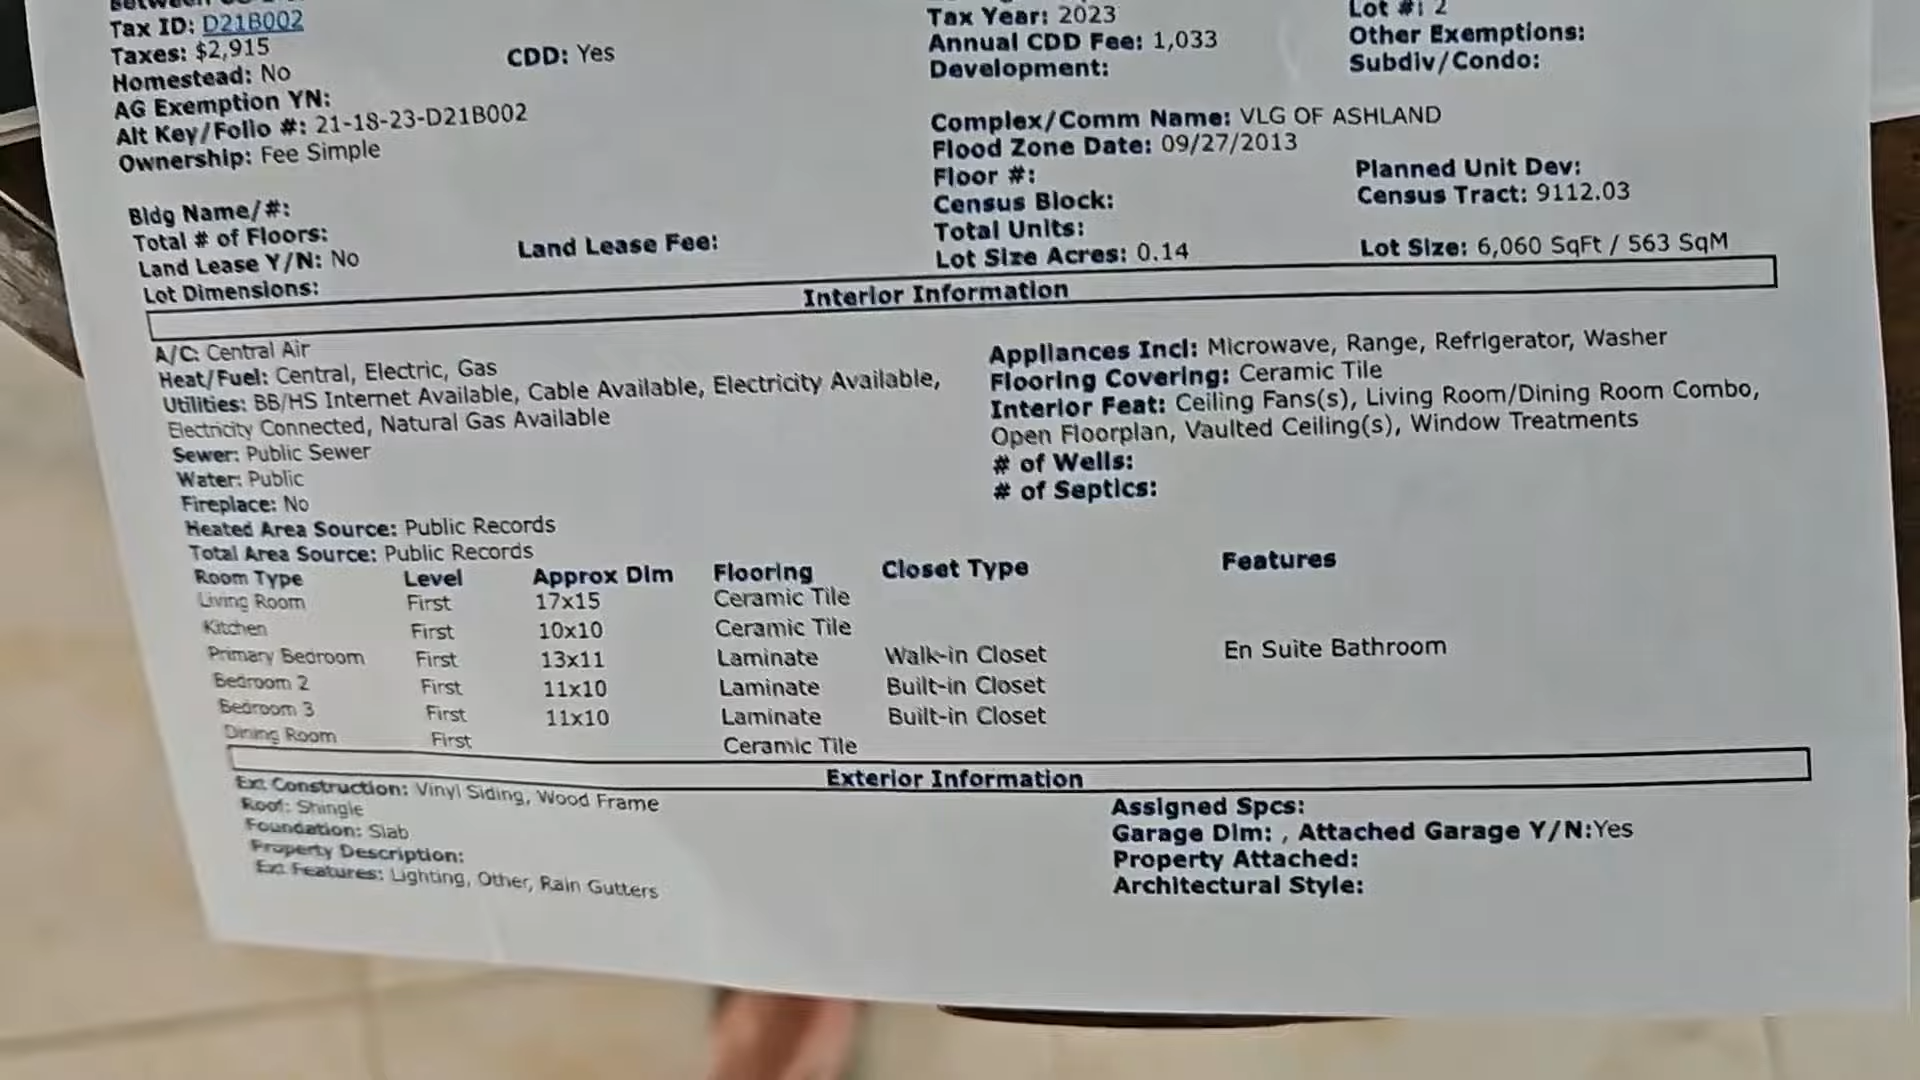 Tax ID: D21B002
Taxes: $2,915
CDD: Yes
Homestead: No
AG Exemption YN:
Alt Key/Folio #: 21-18-23-D21B002
Ownership: Fee Simple
Tax Year: 2023
Annual CDD Fee: 1,033
Development:
Lot #: 2
Other Exemptions:
Subdiv/Condo:
Complex/Comm Name: VLG OF ASHLAND
Flood Zone Date: 09/27/2013
Floor #:
Census Block:
Total Units:
Lot Size Acres: 0.14
Planned Unit Dev:
Census Tract: 9112.03
Lot Size: 6,060 SqFt / 563 SqM
Bldg Name/#:
Total # of Floors:
Land Lease Y/N: No
Land Lease Fee:
Lot Dimensions:
Interior Information
A/C: Central Air
Heat/Fuel: Central, Electric, Gas
Utilities: BB/HS Internet Available, Cable Available, Electricity Available,
Electricity Connected, Natural Gas Available
Sewer: Public Sewer
Water: Public
Fireplace: No
Heated Area Source: Public Records
Total Area Source: Public Records
Appliances Incl: Microwave, Range, Refrigerator, Washer
Flooring Covering: Ceramic Tile
Interior Feat: Ceiling Fans(s), Living Room/Dining Room Combo,
Open Floorplan, Vaulted Ceiling(s), Window Treatments
# of Wells:
# of Septics:
Room Type Level Approx Dim Flooring Closet Type Features
Living Room First 17x15 Ceramic Tile
Kitchen First 10x10 Ceramic Tile
Primary Bedroom First 13x11 Laminate Walk-in Closet En Suite Bathroom
Bedroom 2 First 11x10 Laminate Built-in Closet
Bedroom 3 First 11x10 Laminate Built-in Closet
Dining Room First Ceramic Tile
Exterior Information
Ext Construction: Vinyl Siding, Wood Frame
Roof: Shingle
Foundation: Slab
Property Description:
Ext Features: Lighting, Other, Rain Gutters
Assigned Spcs:
Garage Dim: , Attached Garage Y/N:Yes
Property Attached:
Architectural Style: